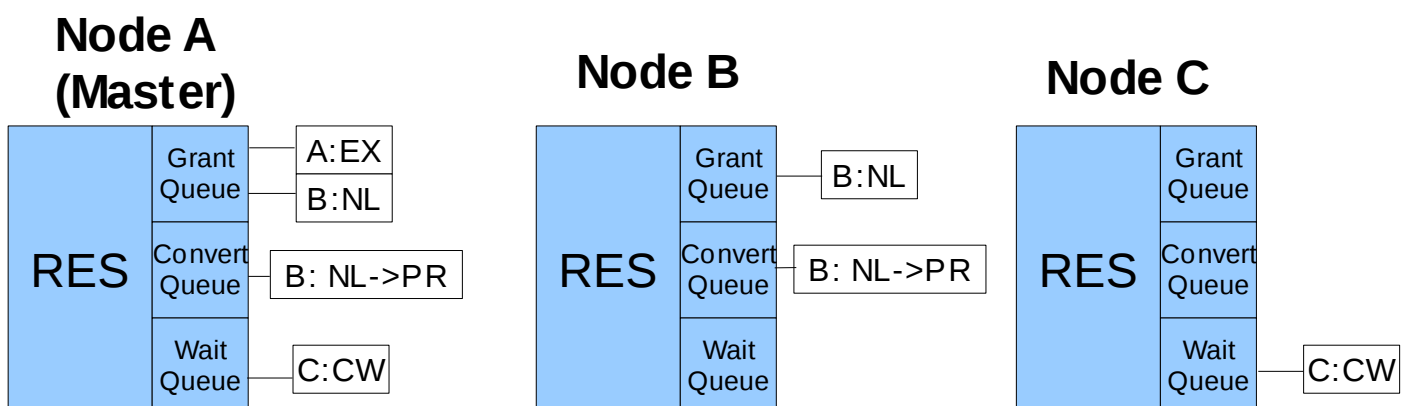 Node A
(Master)
Node B
Node C
RES
Grant
Queue
A:EX
B:NL
Convert
Queue
B: NL->PR
Wait
Queue
C:CW
RES
Grant
Queue
B:NL
Convert
Queue
B: NL->PR
Wait
Queue
RES
Grant
Queue
Convert
Queue
Wait
Queue
C:CW